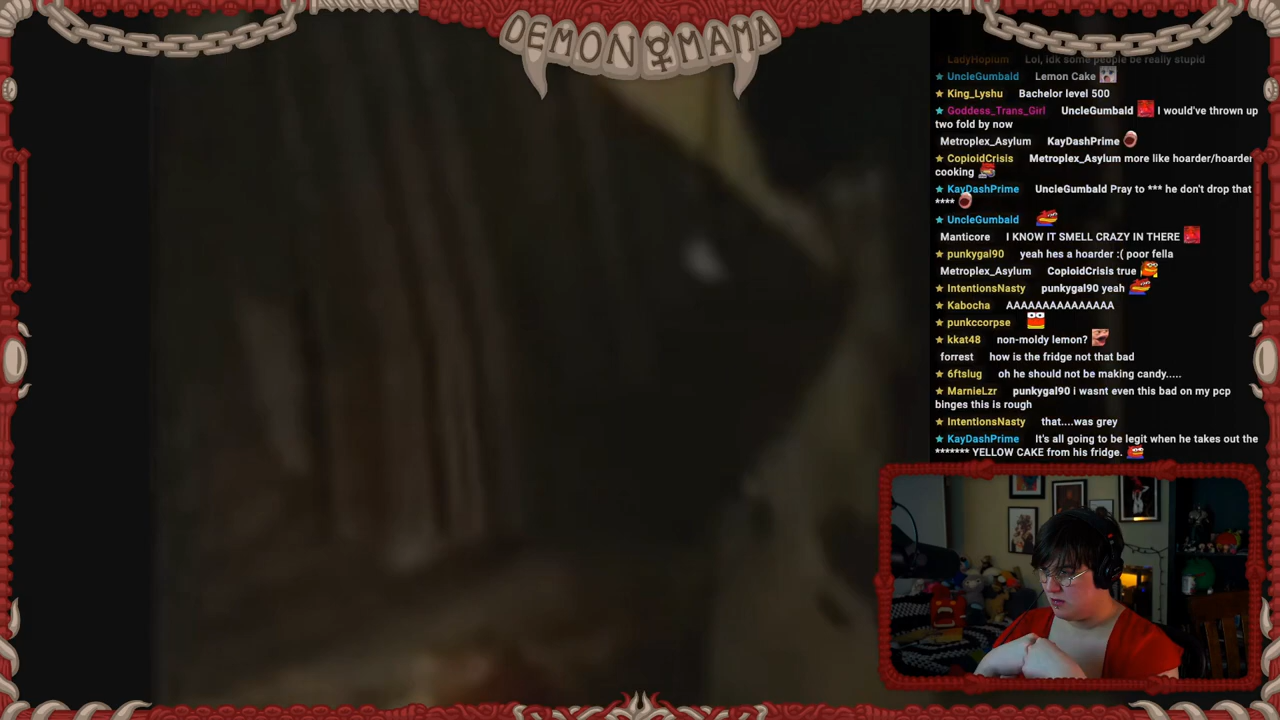 DEMON MAMA
LadyHopium Lol, idk some people be really stupid
UncleGumbald Lemon Cake
King_Lyshu Bachelor level 500
Goddess_Trans_Girl UncleGumbald I would've thrown up
two fold by now
Metroplex_Asylum KayDashPrime
CopioidCrisis Metroplex_Asylum more like hoarder/hoarder
cooking
KayDashPrime UncleGumbald Pray to *** he don't drop that
****
UncleGumbald
Manticore I KNOW IT SMELL CRAZY IN THERE
punkygal90 yeah hes a hoarder :( poor fella
Metroplex_Asylum CopioidCrisis true
IntentionsNasty punkygal90 yeah
Kabocha AAAAAAAAAAAAAAA
punkccorpse
kkat48 non-moldy lemon?
forrest how is the fridge not that bad
6ftslug oh he should not be making candy.....
MarnieLzr punkygal90 i wasnt even this bad on my pcp
binges this is rough
IntentionsNasty that....was grey
KayDashPrime It's all going to be legit when he takes out the
******* YELLOW CAKE from his fridge.